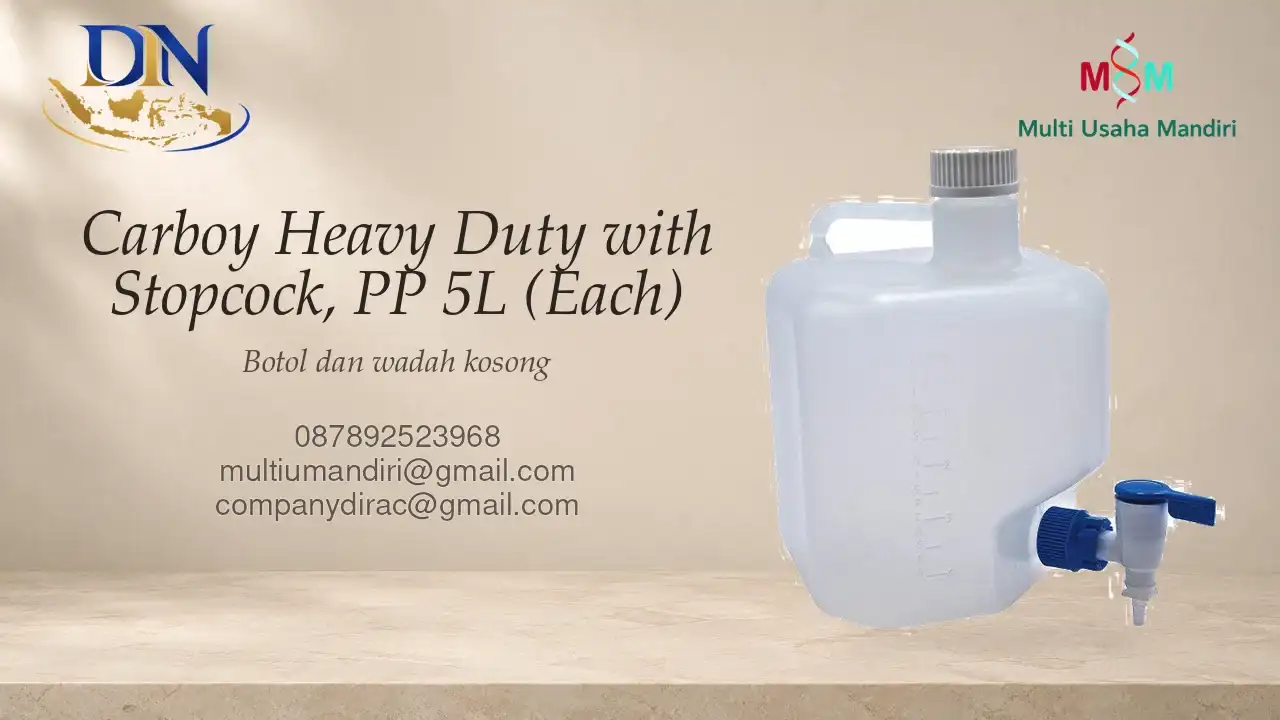 DN
MSM
Multi Usaha Mandiri
Carboy Heavy Duty with
Stopcock, PP 5L (Each)
Botol dan wadah kosong
087892523968
multiumandiri@gmail.com
companydirac@gmail.com